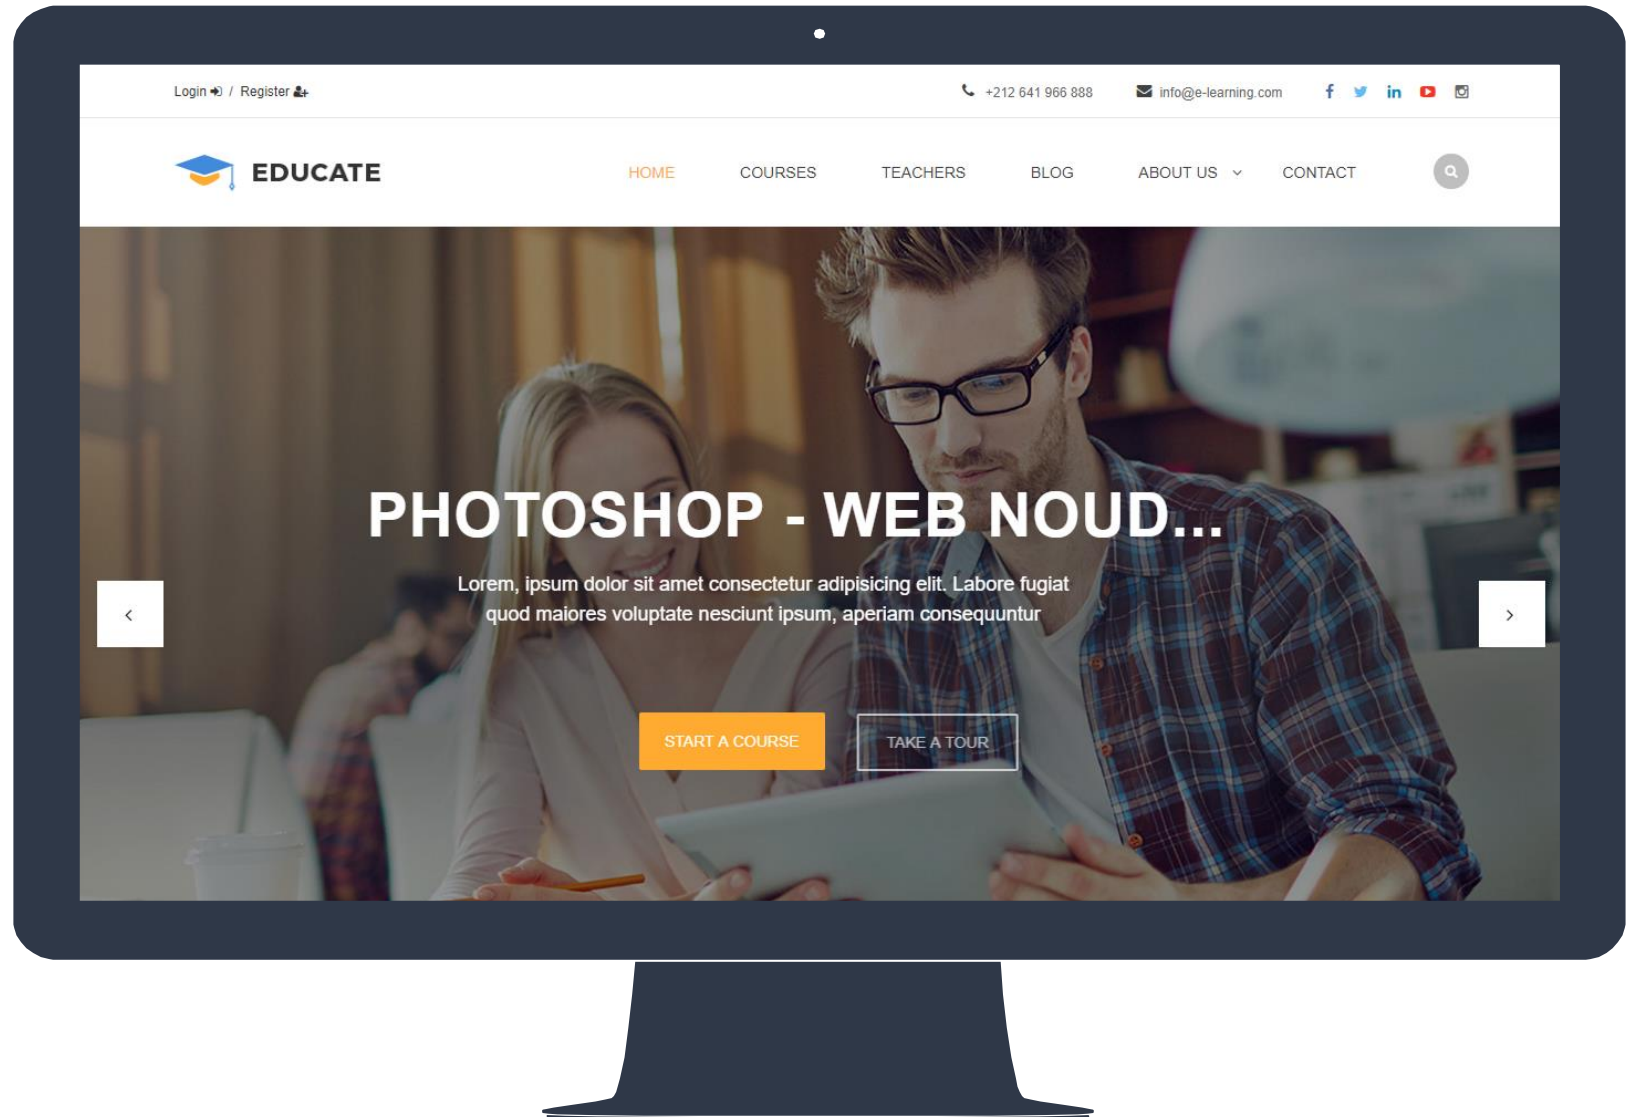 Login / Register
+212 641 966 888
info@e-learning.com
EDUCATE
HOME COURSES TEACHERS BLOG ABOUT US CONTACT
PHOTOSHOP - WEB NOUD...
Lorem, ipsum dolor sit amet consectetur adipisicing elit. Labore fugiat
quod maiores voluptate nesciunt ipsum, aperiam consequuntur
START A COURSE
TAKE A TOUR